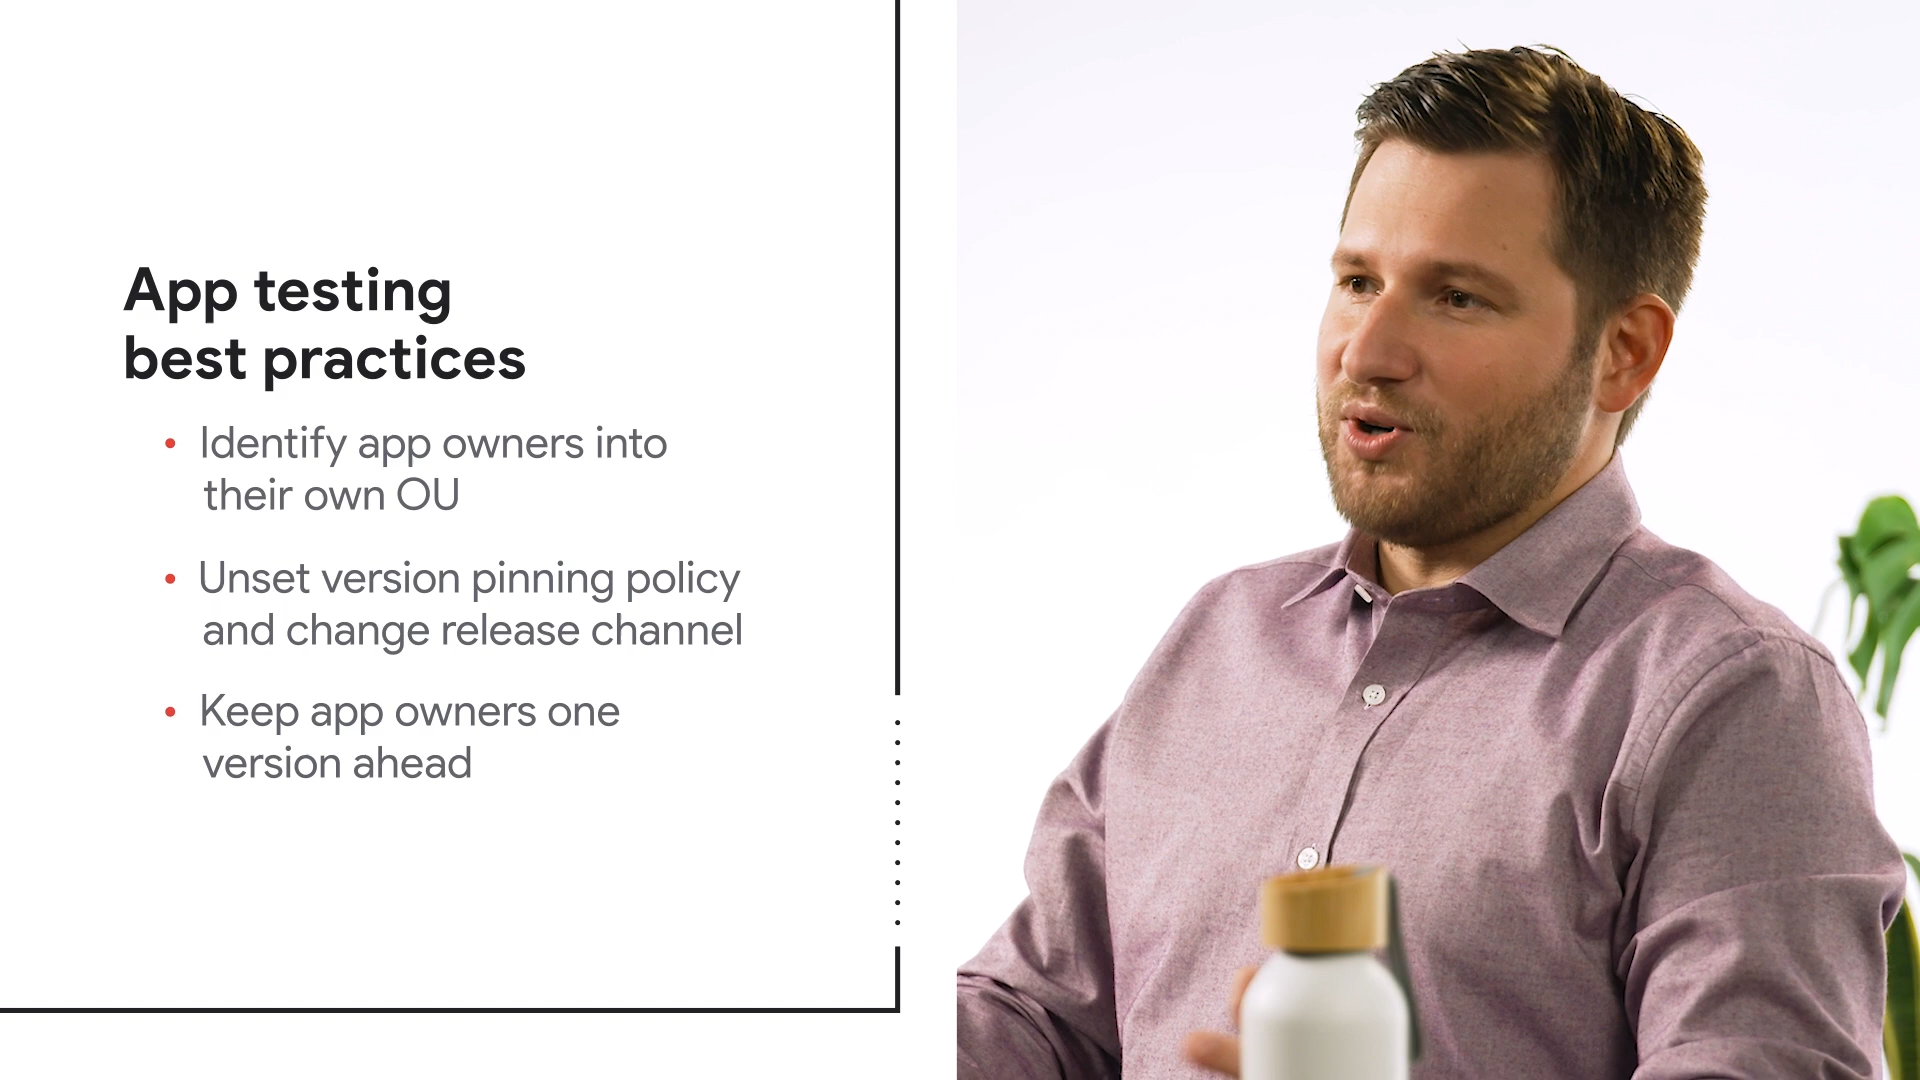 App testing
best practices
• Identify app owners into
their own OU
• Unset version pinning policy
and change release channel
• Keep app owners one
version ahead